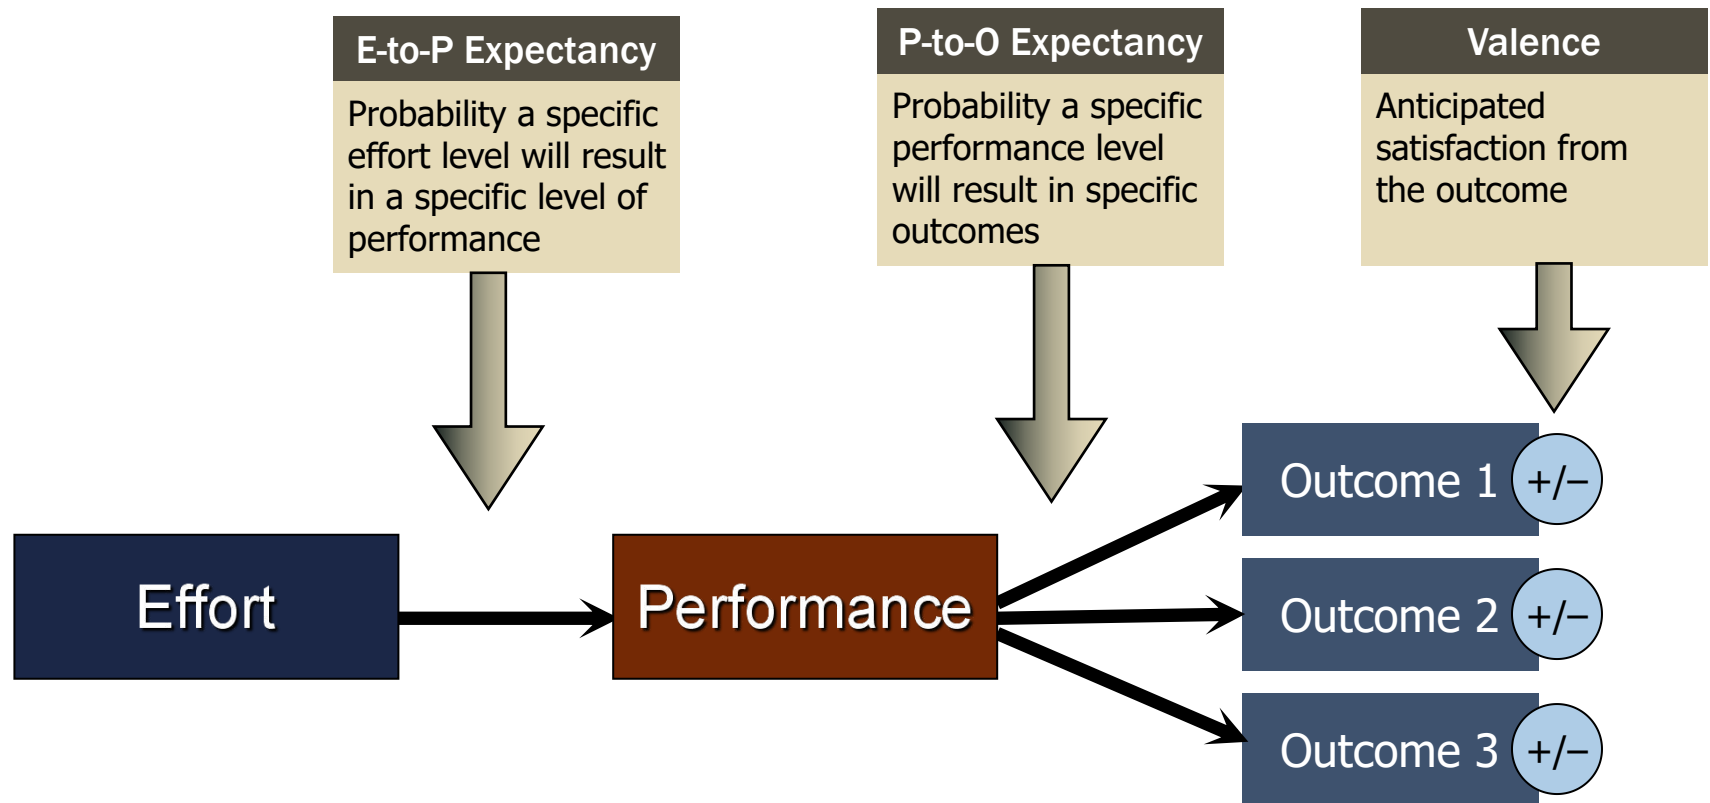 E-to-P Expectancy
Probability a specific
effort level will result
in a specific level of
performance
P-to-O Expectancy
Probability a specific
performance level
will result in specific
outcomes
Valence
Anticipated
satisfaction from
the outcome
Effort
Performance
Outcome 1 +/–
Outcome 2 +/–
Outcome 3 +/–